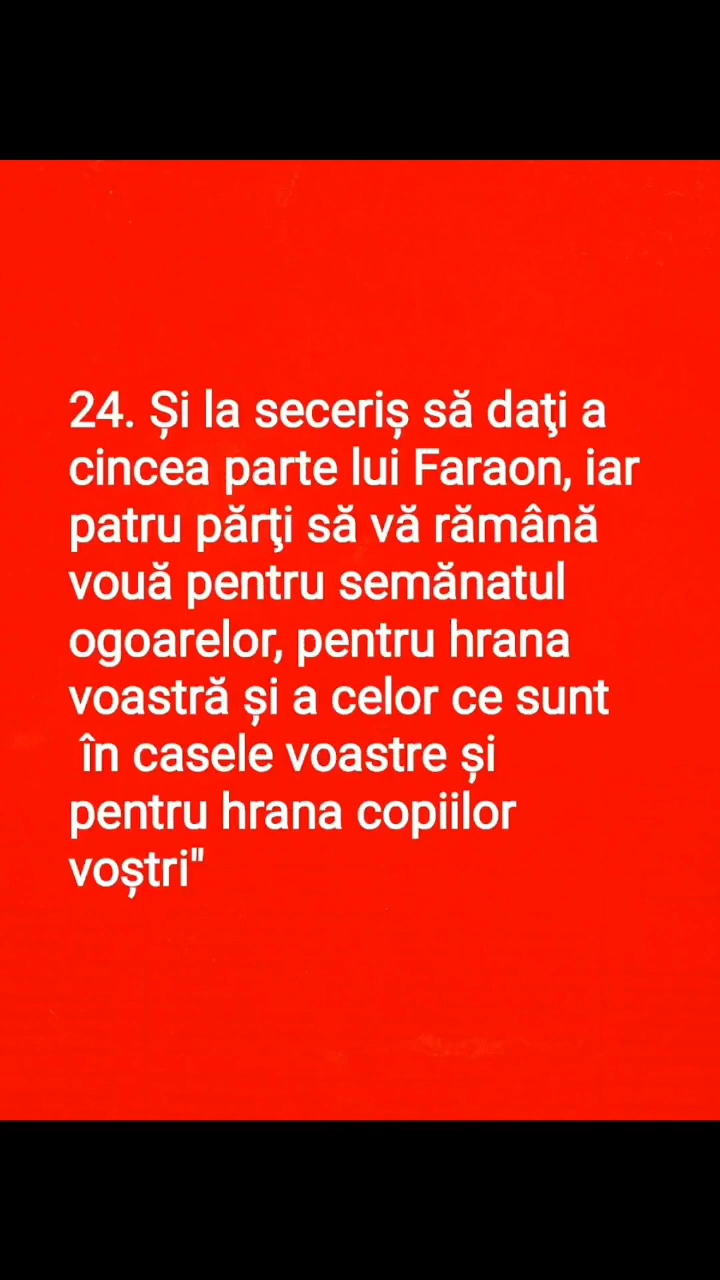 24. Și la seceriș să daţi a
cincea parte lui Faraon, iar
patru părţi să vă rămână
vouă pentru semănatul
ogoarelor, pentru hrana
voastră și a celor ce sunt
în casele voastre și
pentru hrana copiilor
voștri"